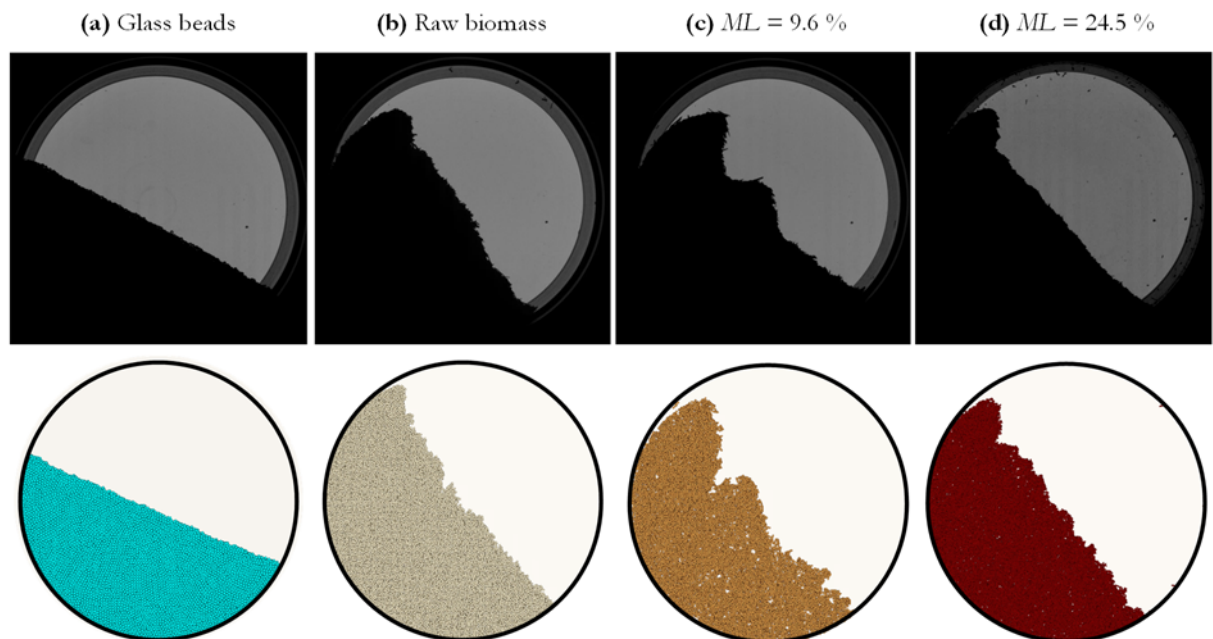 (a) Glass beads (b) Raw biomass (c) ML = 9.6 % (d) ML = 24.5 %